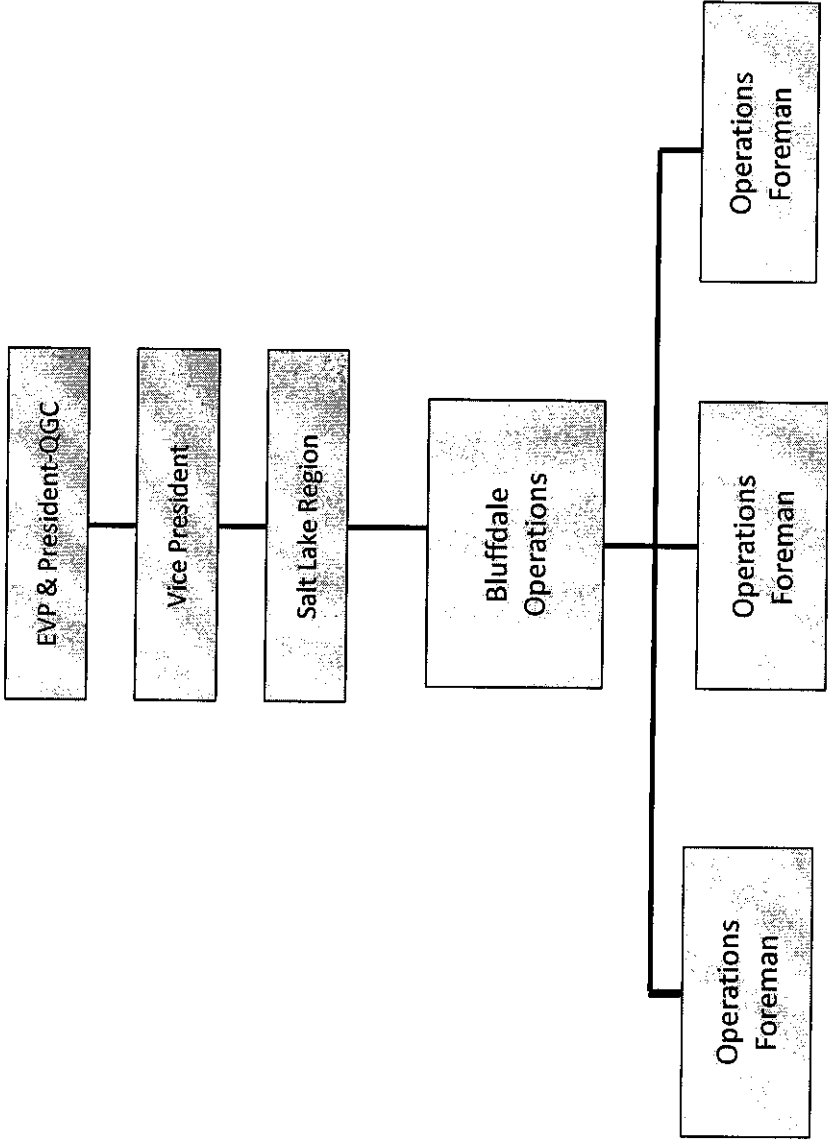 EVP & President-QGC
Vice President
Salt Lake Region
Bluffdale
Operations
Operations
Foreman
Operations
Foreman
Operations
Foreman